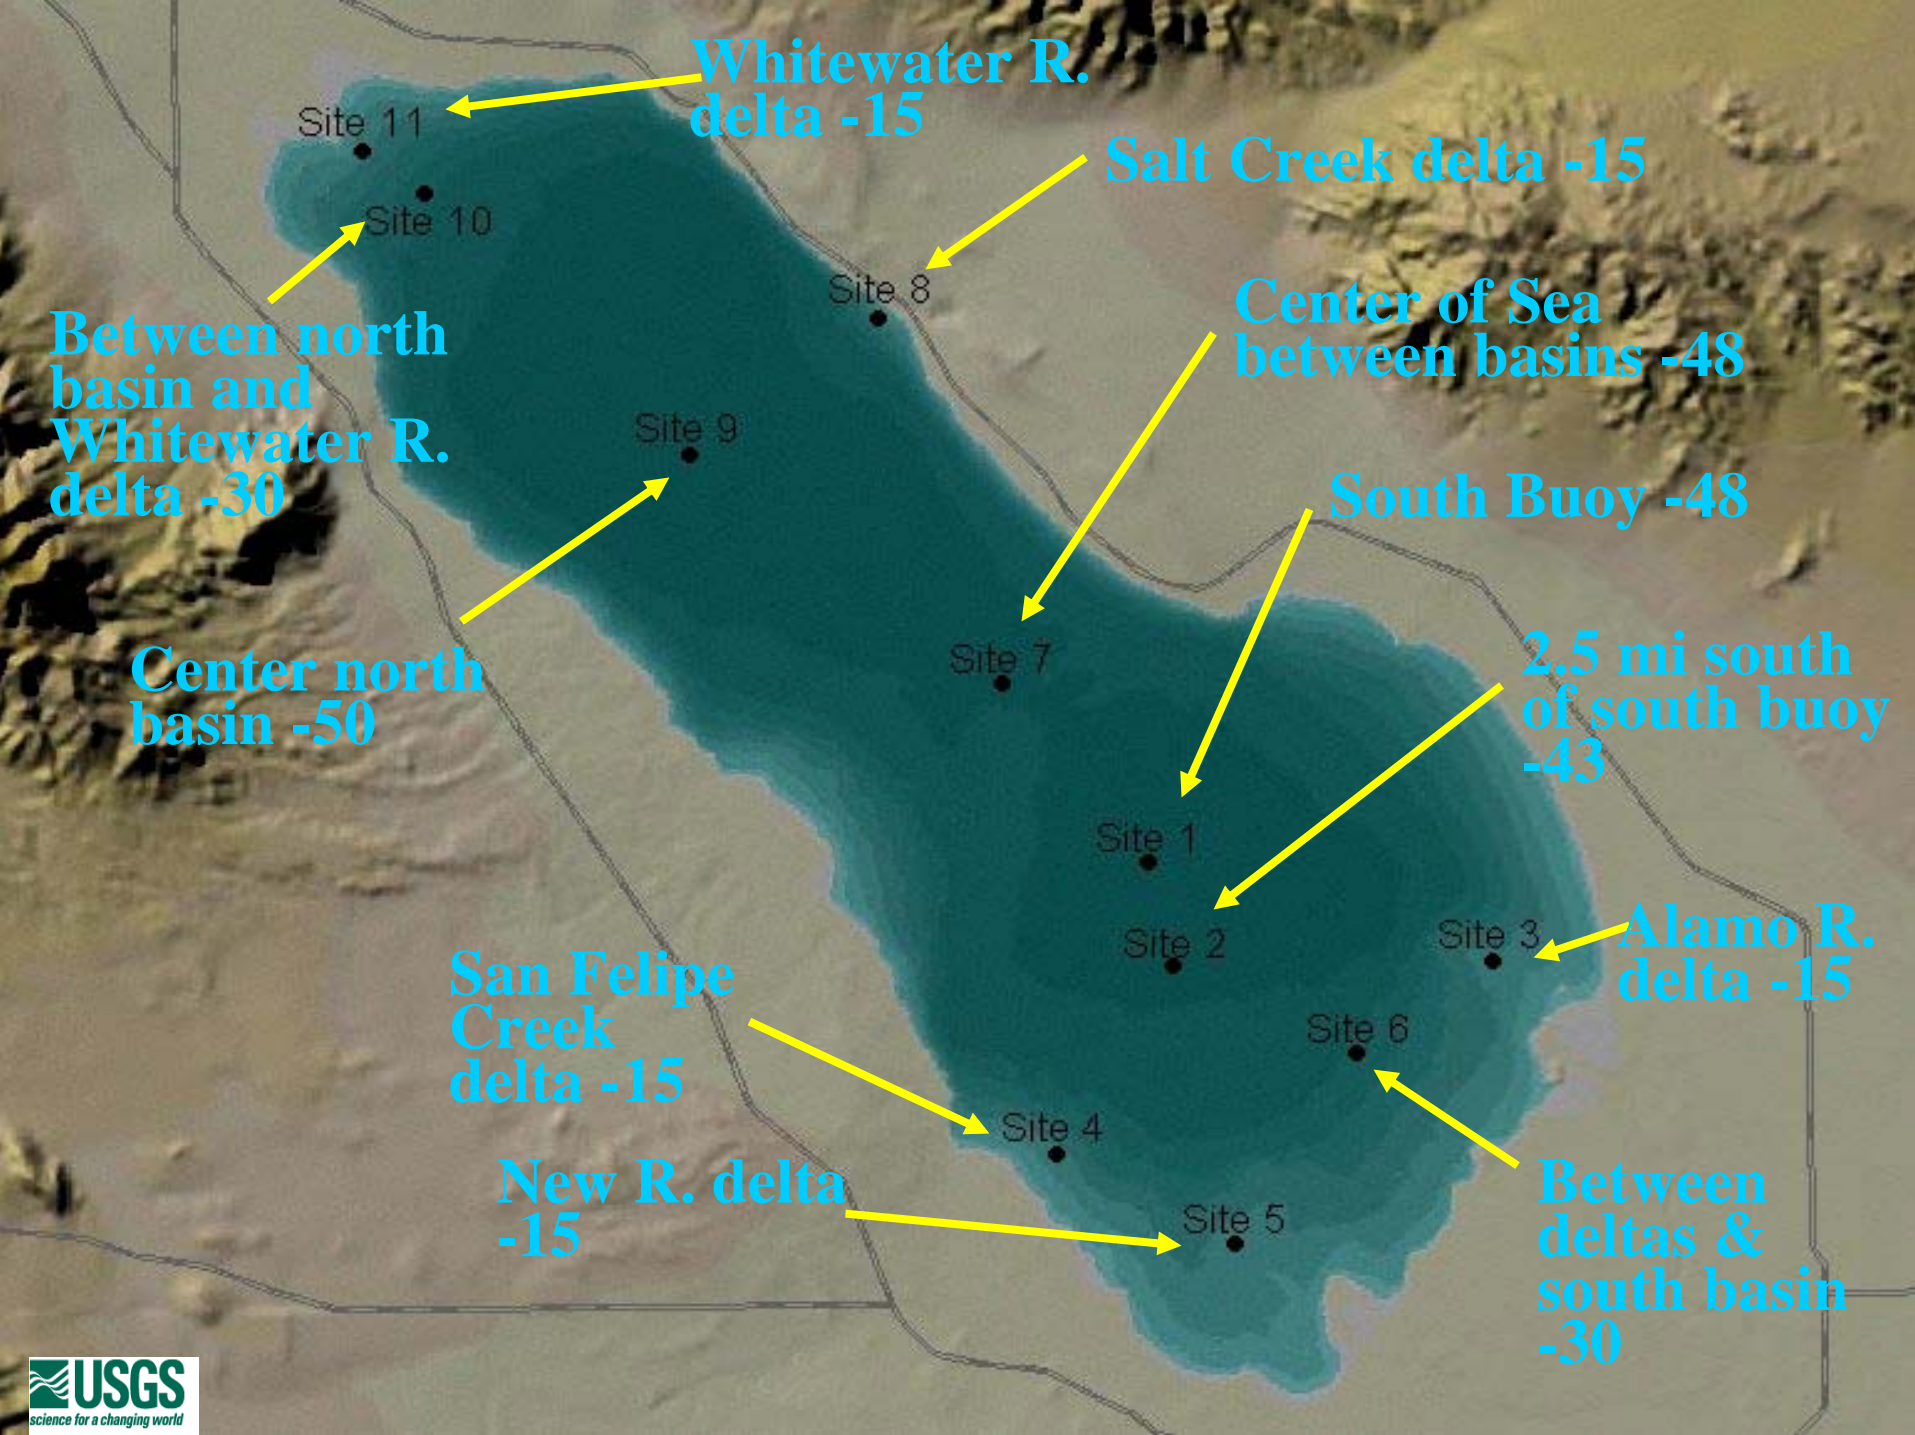 Whitewater R.
delta -15
Site 11
Salt Creek delta -15
Site 10
Site 8
Center of Sea
between basins -48
Between north
basin and
Whitewater R.
delta -30
Site 9
South Buoy -48
Site 7
2.5 mi south
of south buoy
-43
Center north
basin -50
Site 1
Site 2
Site 3
Alamo R.
delta -15
San Felipe
Creek
delta -15
Site 6
Site 4
New R. delta
-15
Site 5
Between
deltas &
south basin
-30
USGS
science for a changing world